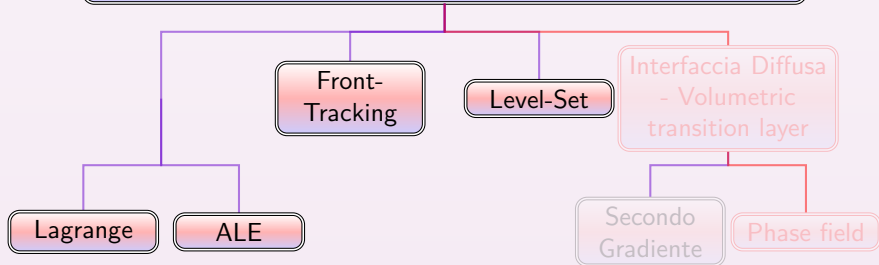 Front-
Tracking
Level-Set
Interfaccia Diffusa
- Volumetric
transition layer
Lagrange
ALE
Secondo
Gradiente
Phase field